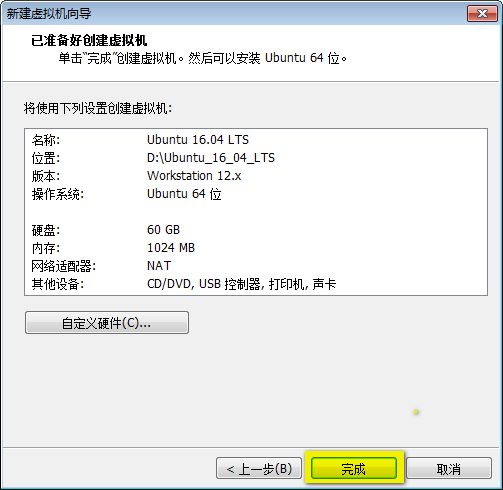 新建虚拟机向导
已准备好创建虚拟机
单击“完成”创建虚拟机。然后可以安装 Ubuntu 64 位。
将使用下列设置创建虚拟机:
名称: Ubuntu 16.04 LTS
位置: D:\Ubuntu_16_04_LTS
版本: Workstation 12.x
操作系统: Ubuntu 64 位
硬盘: 60 GB
内存: 1024 MB
网络适配器: NAT
其他设备: CD/DVD, USB 控制器, 打印机, 声卡
自定义硬件(C)...
< 上一步(B) 完成 取消